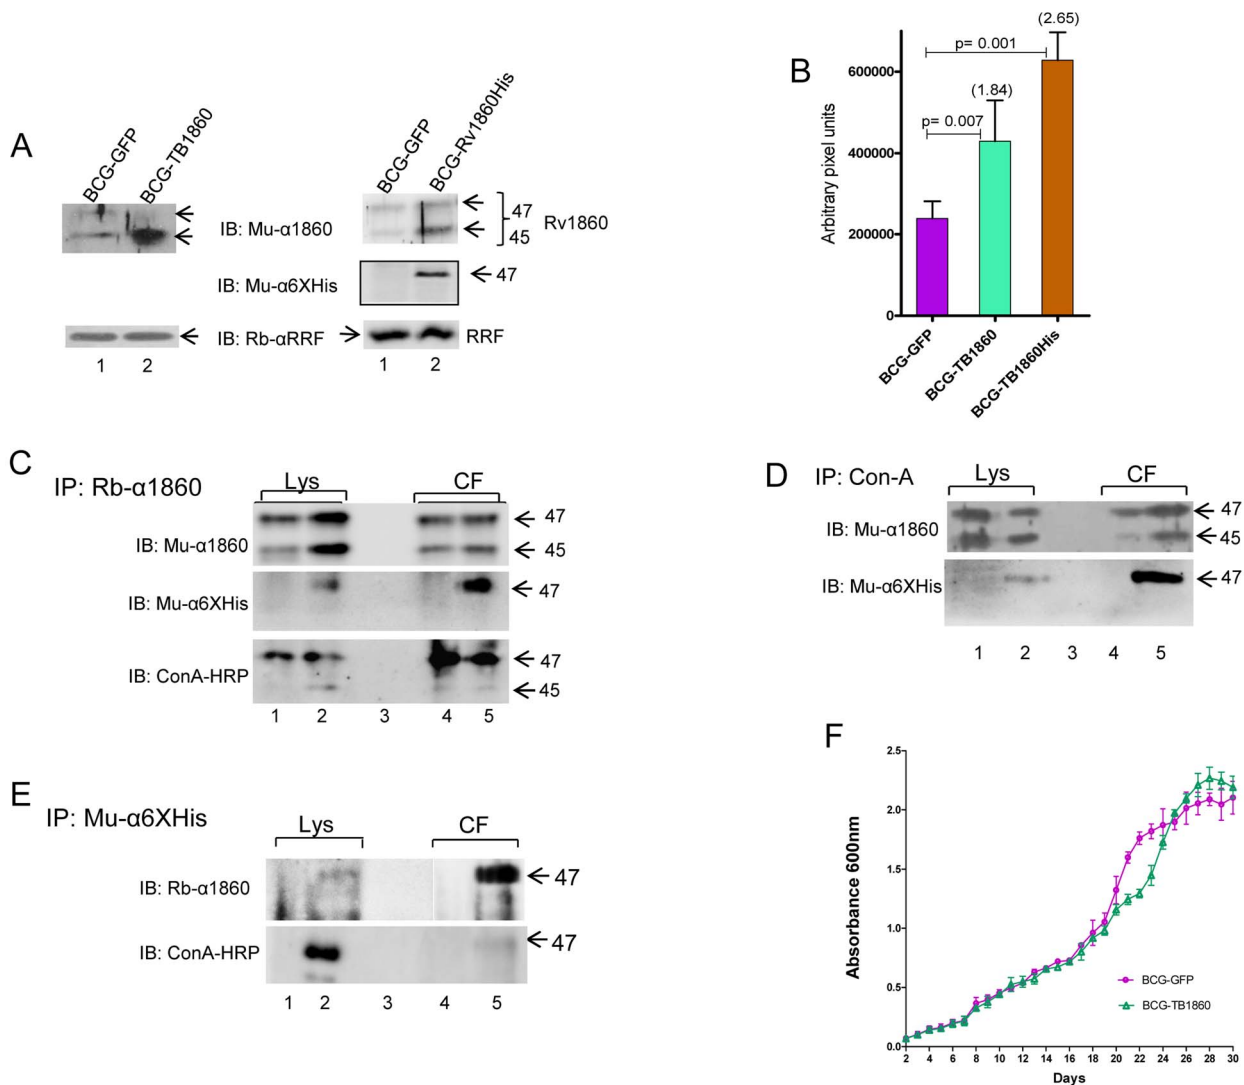 A
BCG-GFP
BCG-TB1860
BCG-GFP
BCG-Rv1860His
IB: Mu-α1860
47
45
Rv1860
IB: Mu-α6XHis
47
IB: Rb-αRRF
RRF
1 2
1 2
B
Arbitrary pixel units
600000
400000
200000
0
p= 0.001
p= 0.007
(1.84)
(2.65)
BCG-GFP
BCG-TB1860
BCG-TB1860His
C
IP: Rb-α1860
Lys CF
IB: Mu-α1860
47
45
IB: Mu-α6XHis
47
IB: ConA-HRP
47
45
1 2 3 4 5
D
IP: Con-A
Lys CF
IB: Mu-α1860
47
45
IB: Mu-α6XHis
47
1 2 3 4 5
E
IP: Mu-α6XHis
Lys CF
IB: Rb-α1860
47
IB: ConA-HRP
47
1 2 3 4 5
F
Absorbance 600nm
2.5
2.0
1.5
1.0
0.5
0.0
BCG-GFP
BCG-TB1860
2 4 6 8 10 12 14 16 18 20 22 24 26 28 30
Days